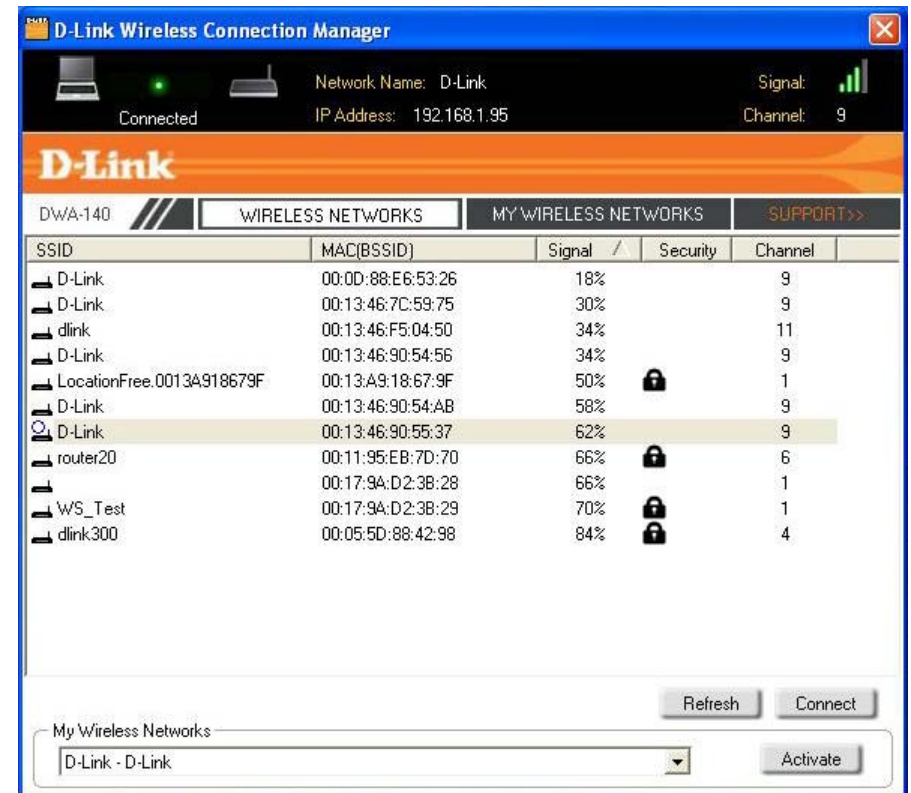 D-Link Wireless Connection Manager
Network Name: D-Link Signal:
Connected IP Address: 192.168.1.95 Channel: 9
D-Link
DWA-140 WIRELESS NETWORKS MY WIRELESS NETWORKS SUPPORT>>
SSID MAC(BSSID) Signal Security Channel
D-Link 00:0D:88:E6:53:26 18% 9
D-Link 00:13:46:7C:59:75 30% 9
dlink 00:13:46:F5:04:50 34% 11
D-Link 00:13:46:90:54:56 34% 9
LocationFree.0013A918679F 00:13:A9:18:67:9F 50% 1
D-Link 00:13:46:90:54:AB 58% 9
D-Link 00:13:46:90:55:37 62% 9
router20 00:11:95:EB:7D:70 66% 6
00:17:9A:D2:3B:28 66% 1
WS_Test 00:17:9A:D2:3B:29 70% 1
dlink300 00:05:5D:88:42:98 84% 4
Refresh Connect
My Wireless Networks
D-Link - D-Link Activate